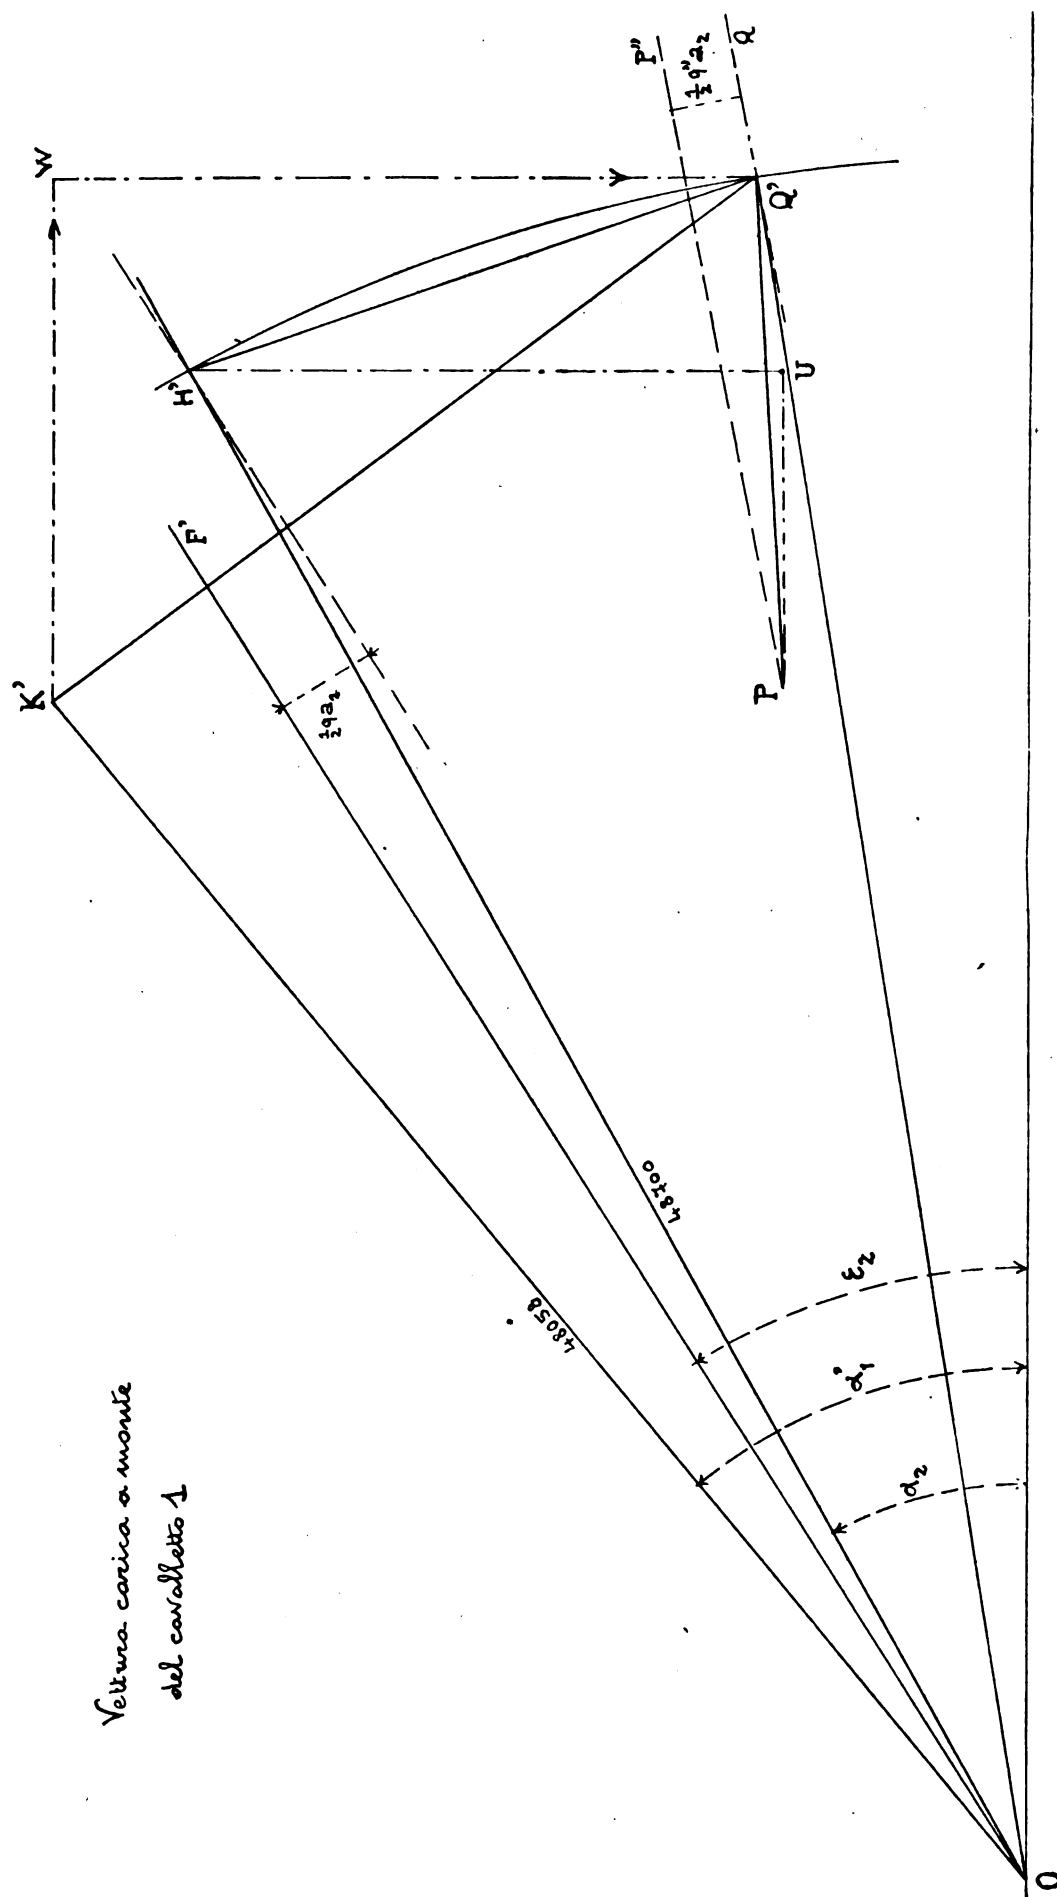 Vettura carica a monte
del cavalletto 1
K'
W
H'
F'
P"
½q"a₂
Q
Q'
U
P
½qa₂
48700
48058
ε₂
α'₁
α₂
O